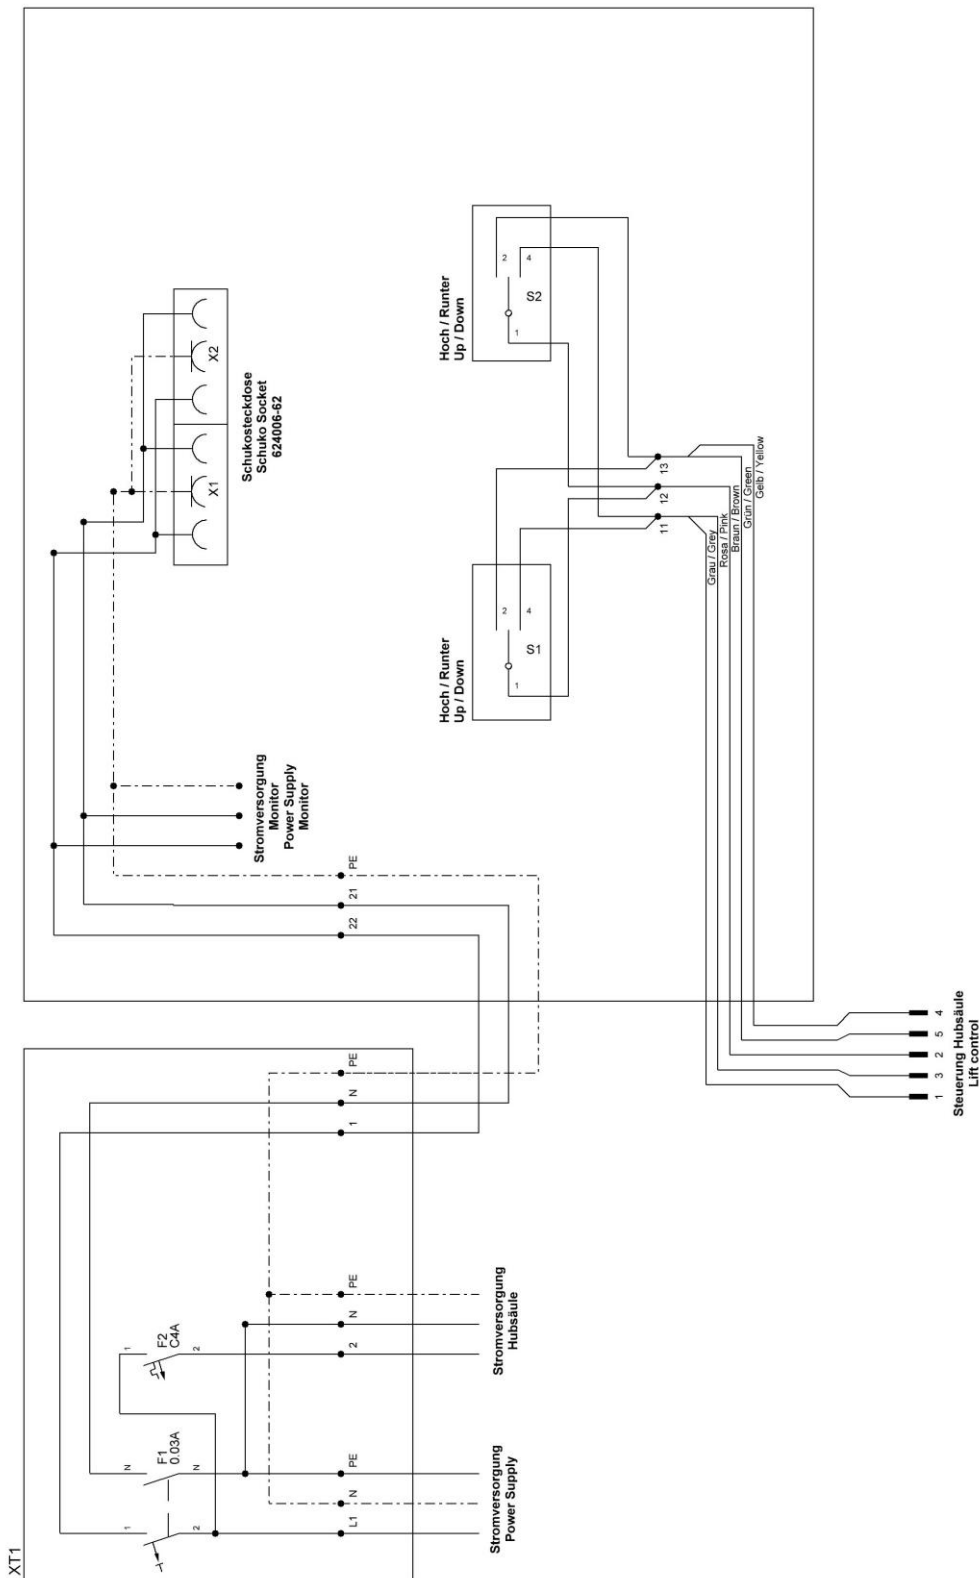 Schukosteckdose
Schuko Socket
624006-62
X1
X2
Stromversorgung
Monitor
Power Supply
Monitor
22
21
PE
Hoch / Runter
Up / Down
1
2
4
S1
Hoch / Runter
Up / Down
1
2
4
S2
11
12
13
Grau / Grey
Rosa / Pink
Braun / Brown
Grün / Green
Gelb / Yellow
1
3
2
5
4
Steuerung Hubsäule
Lift control
XT1
1
2
N
N
F1
0.03A
1
2
F2
C4A
L1
N
PE
Stromversorgung
Power Supply
2
N
PE
Stromversorgung
Hubsäule
1
N
PE